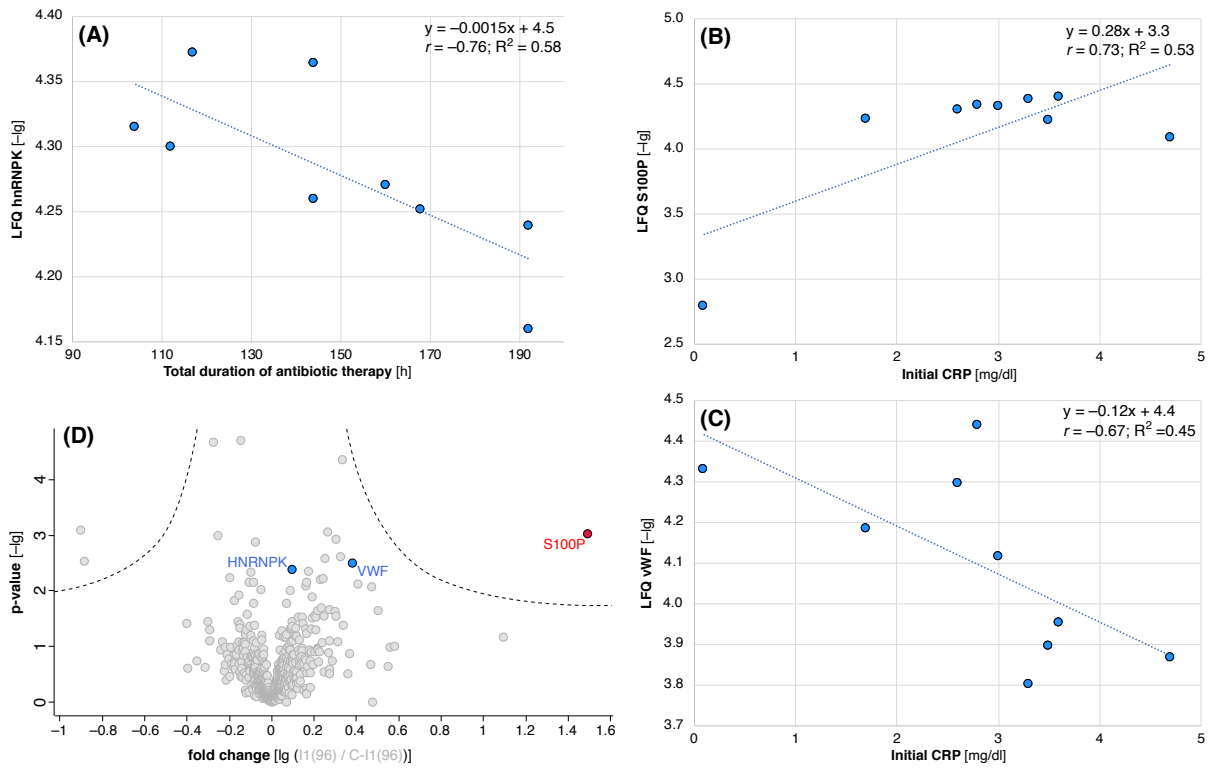 (A)
y = –0.0015x + 4.5
r = –0.76; R² = 0.58
4.40
4.35
4.30
4.25
4.20
4.15
LFQ hnRNPK [–lg]
90
110
130
150
170
190
Total duration of antibiotic therapy [h]
(B)
y = 0.28x + 3.3
r = 0.73; R² = 0.53
5.0
4.5
4.0
3.5
3.0
2.5
LFQ S100P [–lg]
0
1
2
3
4
5
Initial CRP [mg/dl]
(C)
y = –0.12x + 4.4
r = –0.67; R² =0.45
4.5
4.4
4.3
4.2
4.1
4.0
3.9
3.8
3.7
LFQ vWF [–lg]
0
1
2
3
4
5
Initial CRP [mg/dl]
(D)
4
3
2
1
0
p-value [–lg]
S100P
HNRNPK
VWF
–1
–0.8
–0.6
–0.4
–0.2
0
0.2
0.4
0.6
0.8
1
1.2
1.4
1.6
fold change [lg (I1(96) / C-I1(96))]